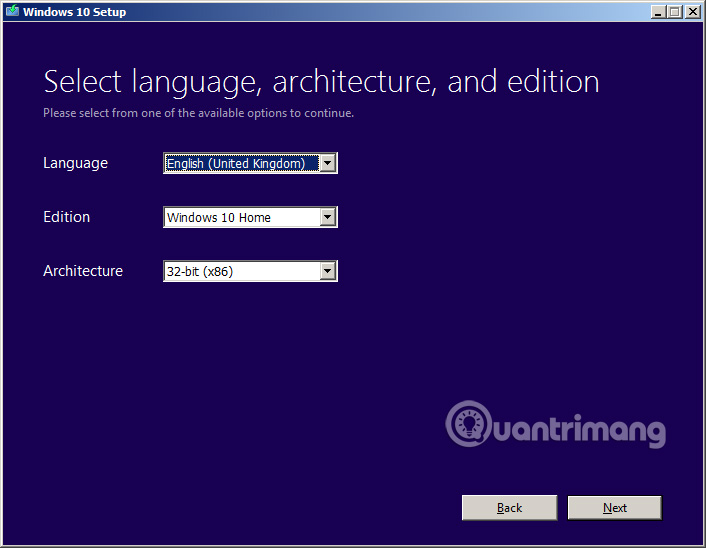 Windows 10 Setup
Select language, architecture, and edition
Please select from one of the available options to continue.
Language English (United Kingdom)
Edition Windows 10 Home
Architecture 32-bit (x86)
Quantrimang
Back Next